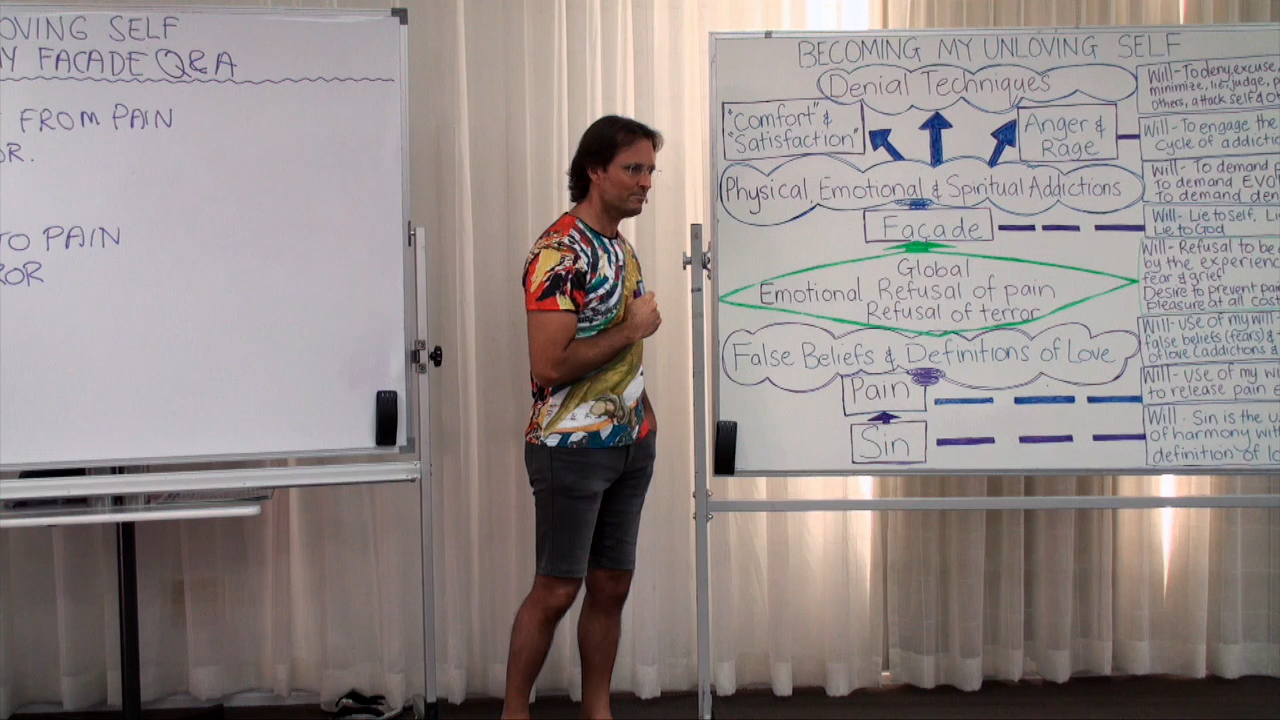 OVING SELF
Y FACADE Q&A
FROM PAIN
OR.
TO PAIN
ROR
BECOMING MY UNLOVING SELF
Denial Techniques
"Comfort" &
"Satisfaction"
Anger &
Rage
Physical, Emotional & Spiritual Addictions
Façade
Global
Emotional Refusal of pain
Refusal of terror
False Beliefs & Definitions of Love
Pain
Sin
Will - To deny, excuse,
minimize, lie, judge, p
others, attack self & o
Will - To engage the
cycle of addicti
Will - To demand
To demand EVO
To demand den
Will - Lie to self, Li
Lie to God
Will - Refusal to be
by the experienc
fear & grief
Desire to prevent pai
pleasure at all cost
Will - use of my will
false beliefs (fears) &
of love (addictions &
Will - use of my wi
to release pain
Will - Sin is the u
of harmony wit
definition of lo